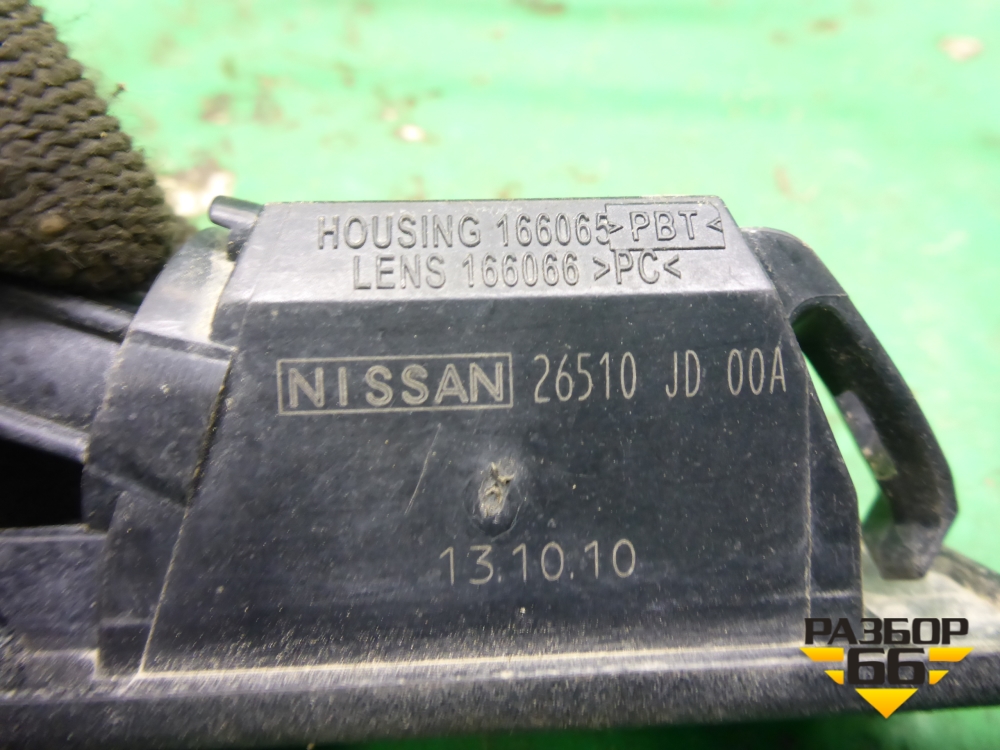 HOUSING 166065 >PBT<
LENS 166066 >PC<
NISSAN 26510 JD 00A
13.10.10
РАЗБОР
66